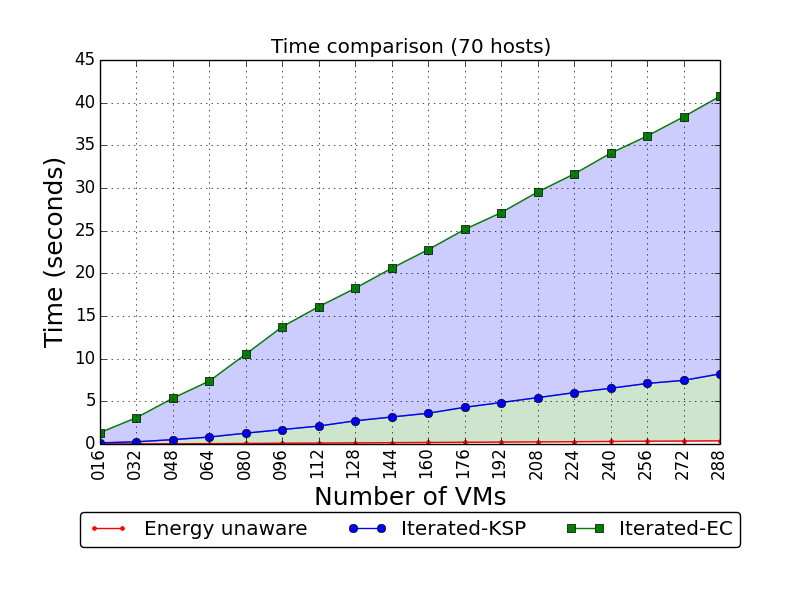 Time comparison (70 hosts)
45
40
35
30
25
20
15
10
5
0
Time (seconds)
016 032 048 064 080 096 112 128 144 160 176 192 208 224 240 256 272 288
Number of VMs
Energy unaware Iterated-KSP Iterated-EC